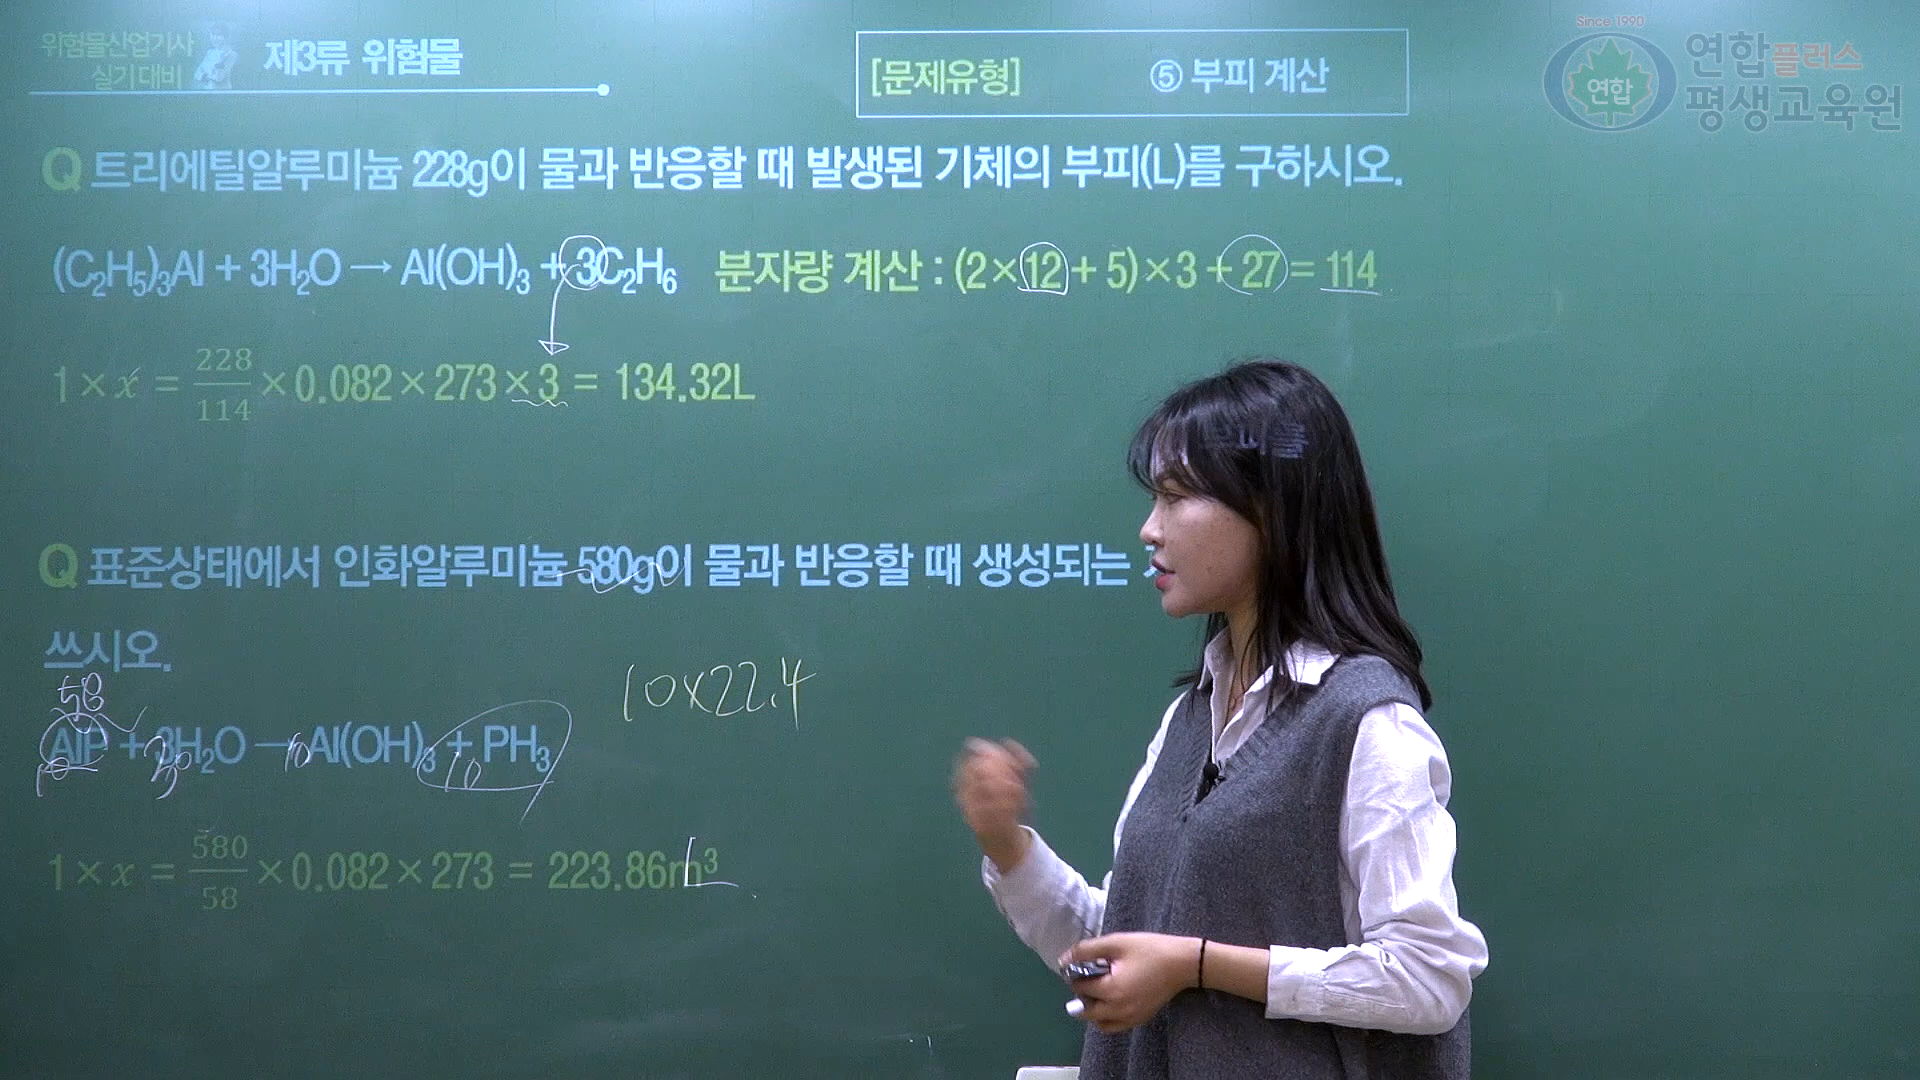 위험물산업기사
실기대비
제3류 위험물
[문제유형] ⑤ 부피 계산
Since 1990
연합
연합플러스
평생교육원
Q 트리에틸알루미늄 228g이 물과 반응할 때 발생된 기체의 부피(L)를 구하시오.
(C₂H₅)₃Al + 3H₂O → Al(OH)₃ + 3C₂H₆ 분자량 계산 : (2×12 + 5)×3 + 27 = 114
1 × x = 228/114 × 0.082 × 273 × 3 = 134.32L
Q 표준상태에서 인화알루미늄 580g이 물과 반응할 때 생성되는
쓰시오.
58
10×22.4
AlP + 3H₂O → Al(OH)₃ + PH₃
10 30 10 10
1 × x = 580/58 × 0.082 × 273 = 223.86m³
L